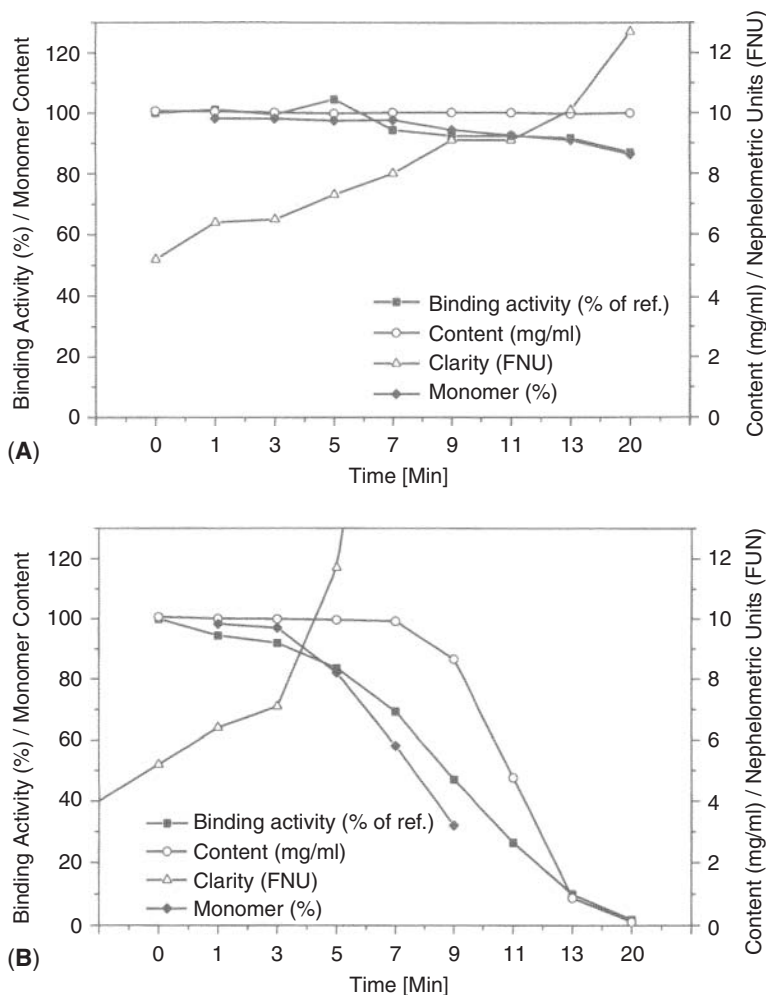 Binding Activity (%) / Monomer Content
120
100
80
60
40
20
0
12
10
8
6
4
2
0
Content (mg/ml) / Nephelometric Units (FNU)
Binding activity (% of ref.)
Content (mg/ml)
Clarity (FNU)
Monomer (%)
0 1 3 5 7 9 11 13 20
(A)
Time [Min]
Binding Activity (%) / Monomer Content
120
100
80
60
40
20
0
12
10
8
6
4
2
0
Content (mg/ml) / Nephelometric Units (FUN)
Binding activity (% of ref.)
Content (mg/ml)
Clarity (FNU)
Monomer (%)
0 1 3 5 7 9 11 13 20
(B)
Time [Min]